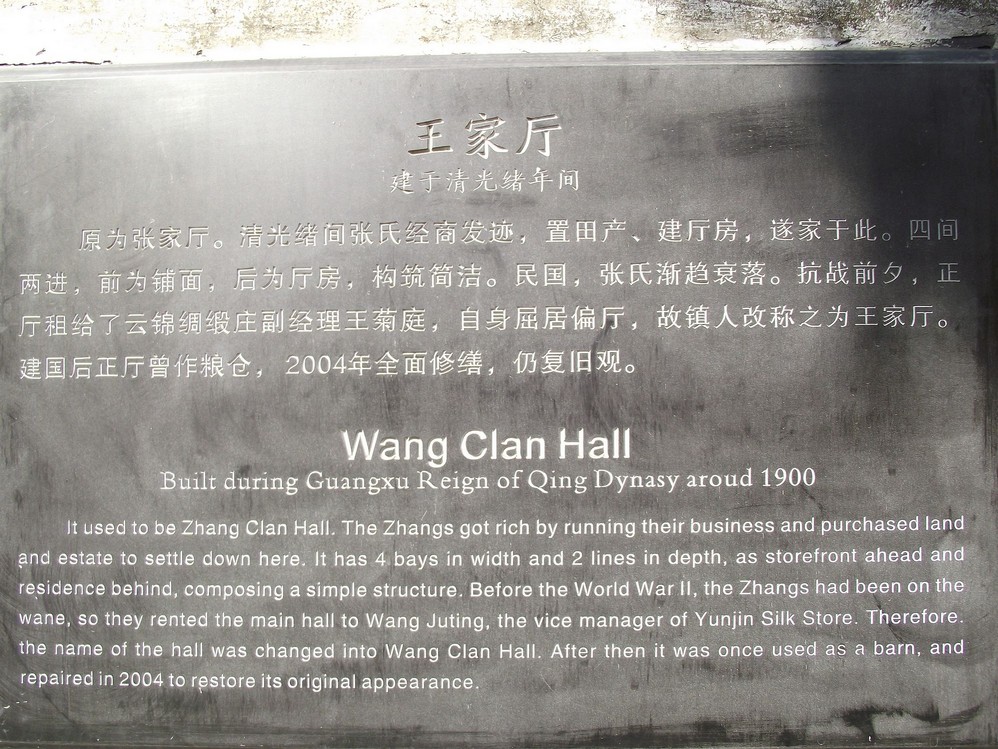 王家厅
建于清光绪年间
原为张家厅。清光绪间张氏经商发迹，置田产、建厅房，遂家于此。四间
两进，前为铺面，后为厅房，构筑简洁。民国，张氏渐趋衰落。抗战前夕，正
厅租给了云锦绸缎庄副经理王菊庭，自身屈居偏厅，故镇人改称之为王家厅。
建国后正厅曾作粮仓， 2004年全面修缮，仍复旧观。
Wang Clan Hall
Built during Guangxu Reign of Qing Dynasy aroud 1900
It used to be Zhang Clan Hall. The Zhangs got rich by running their business and purchased land
and estate to settle down here. It has 4 bays in width and 2 lines in depth, as storefront ahead and
residence behind, composing a simple structure. Before the World War II, the Zhangs had been on the
wane, so they rented the main hall to Wang Juting, the vice manager of Yunjin Silk Store. Therefore.
the name of the hall was changed into Wang Clan Hall. After then it was once used as a barn, and
repaired in 2004 to restore its original appearance.